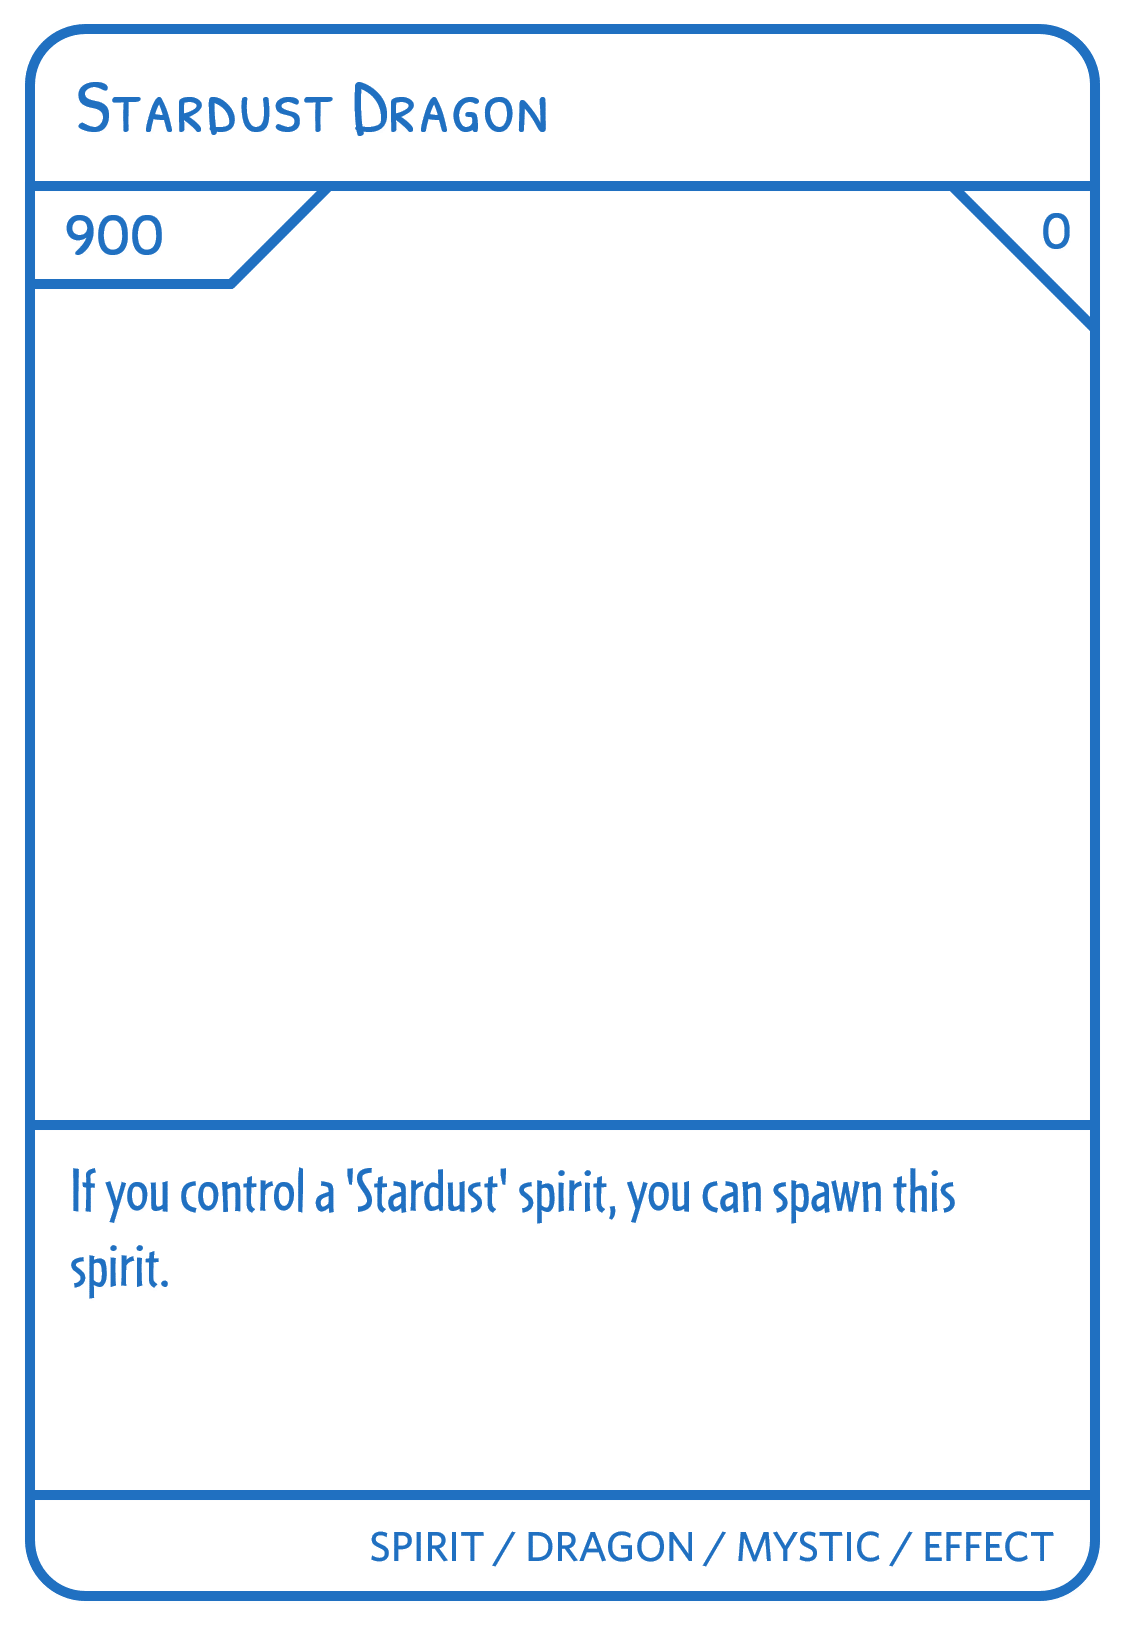 Stardust Dragon
900
0
If you control a 'Stardust' spirit, you can spawn this
spirit.
SPIRIT / DRAGON / MYSTIC / EFFECT